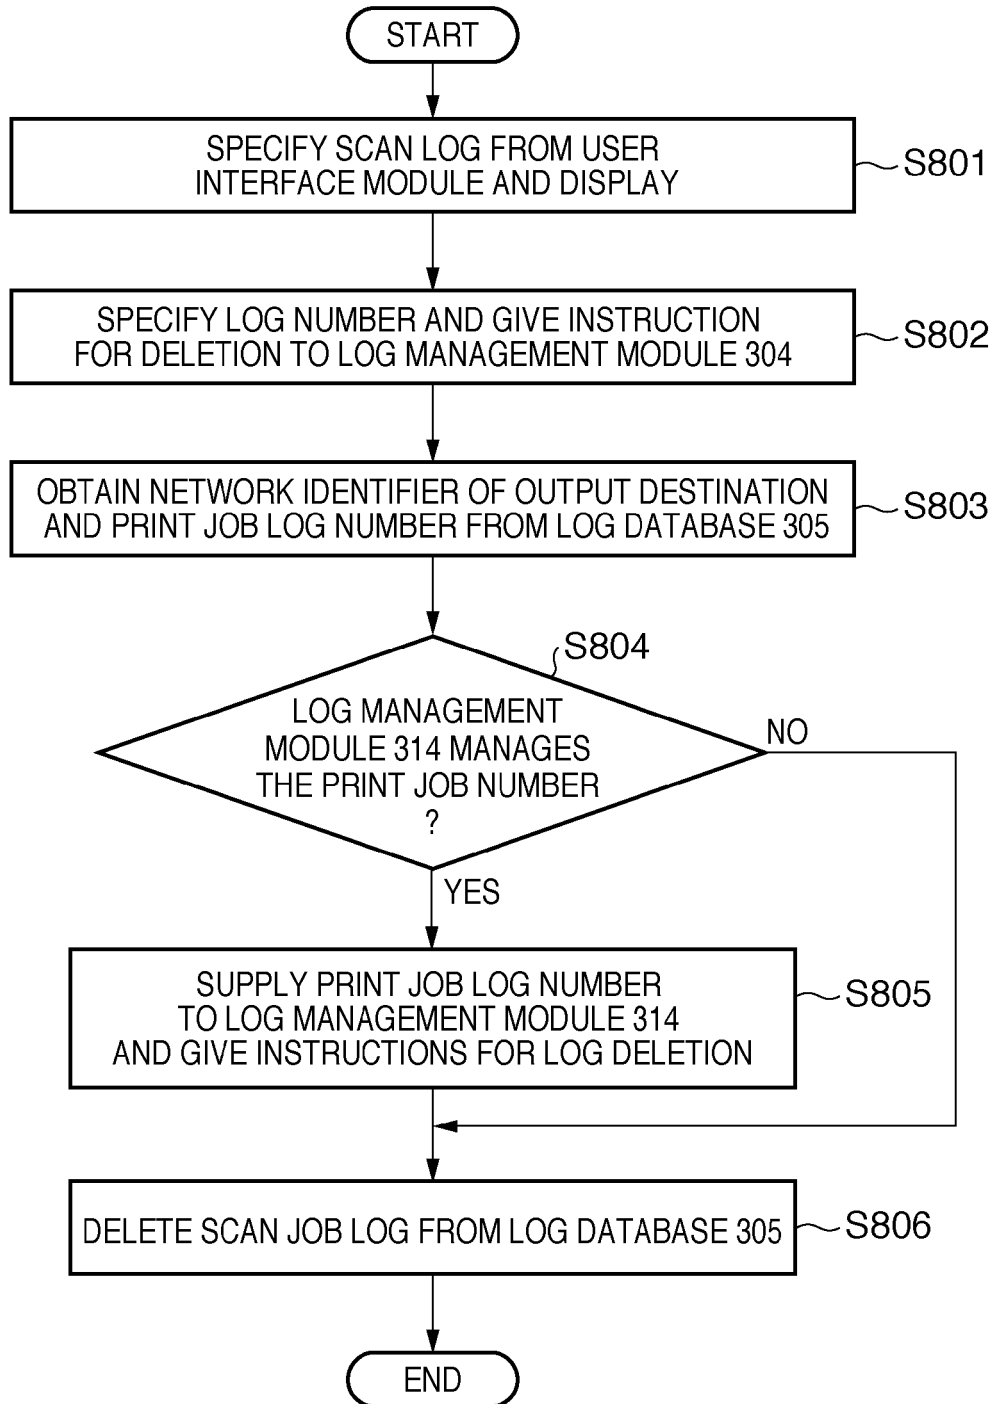 START
SPECIFY SCAN LOG FROM USER
INTERFACE MODULE AND DISPLAY
S801
SPECIFY LOG NUMBER AND GIVE INSTRUCTION
FOR DELETION TO LOG MANAGEMENT MODULE 304
S802
OBTAIN NETWORK IDENTIFIER OF OUTPUT DESTINATION
AND PRINT JOB LOG NUMBER FROM LOG DATABASE 305
S803
S804
LOG MANAGEMENT
MODULE 314 MANAGES
THE PRINT JOB NUMBER
?
NO
YES
SUPPLY PRINT JOB LOG NUMBER
TO LOG MANAGEMENT MODULE 314
AND GIVE INSTRUCTIONS FOR LOG DELETION
S805
DELETE SCAN JOB LOG FROM LOG DATABASE 305
S806
END